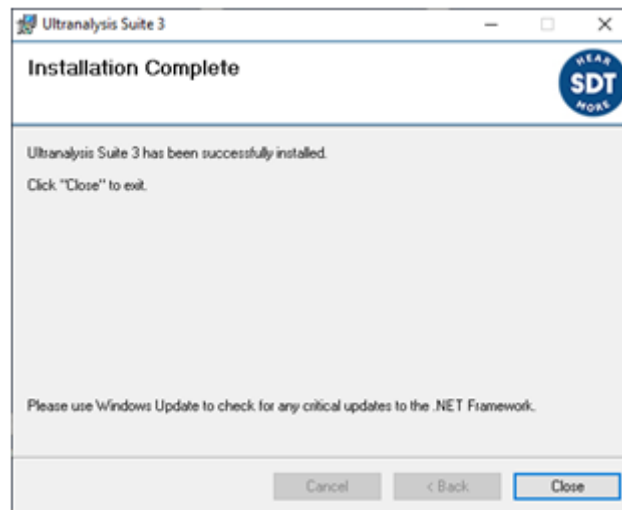 Ultranalysis Suite 3
Installation Complete
HEAR
SDT
MORE
Ultranalysis Suite 3 has been successfully installed.
Click "Close" to exit.
Please use Windows Update to check for any critical updates to the .NET Framework.
Cancel
< Back
Close